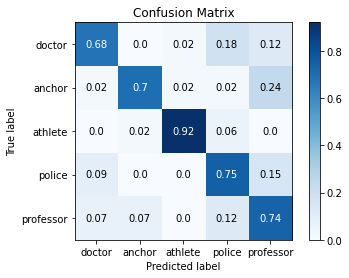 Confusion Matrix
True label
doctor 0.68 0.0 0.02 0.18 0.12
anchor 0.02 0.7 0.02 0.02 0.24
athlete 0.0 0.02 0.92 0.06 0.0
police 0.09 0.0 0.0 0.75 0.15
professor 0.07 0.07 0.0 0.12 0.74
doctor anchor athlete police professor
Predicted label
0.8
0.6
0.4
0.2
0.0